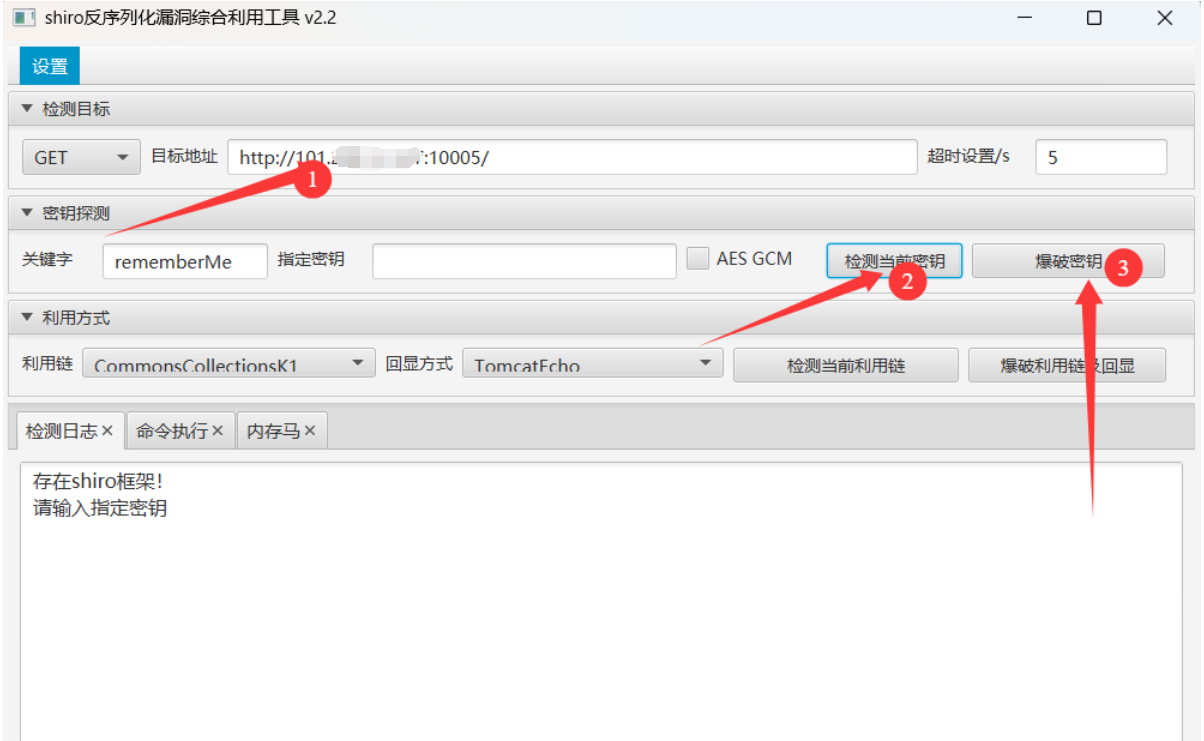 shiro反序列化漏洞综合利用工具 v2.2
设置
检测目标
GET 目标地址 http://101. :10005/ 超时设置/s 5
1
密钥探测
关键字 rememberMe 指定密钥 AES GCM 检测当前密钥 爆破密钥 3
2
利用方式
利用链 CommonsCollectionsK1 回显方式 TomcatEcho 检测当前利用链 爆破利用链及回显
检测日志 命令执行 内存马
存在shiro框架！
请输入指定密钥